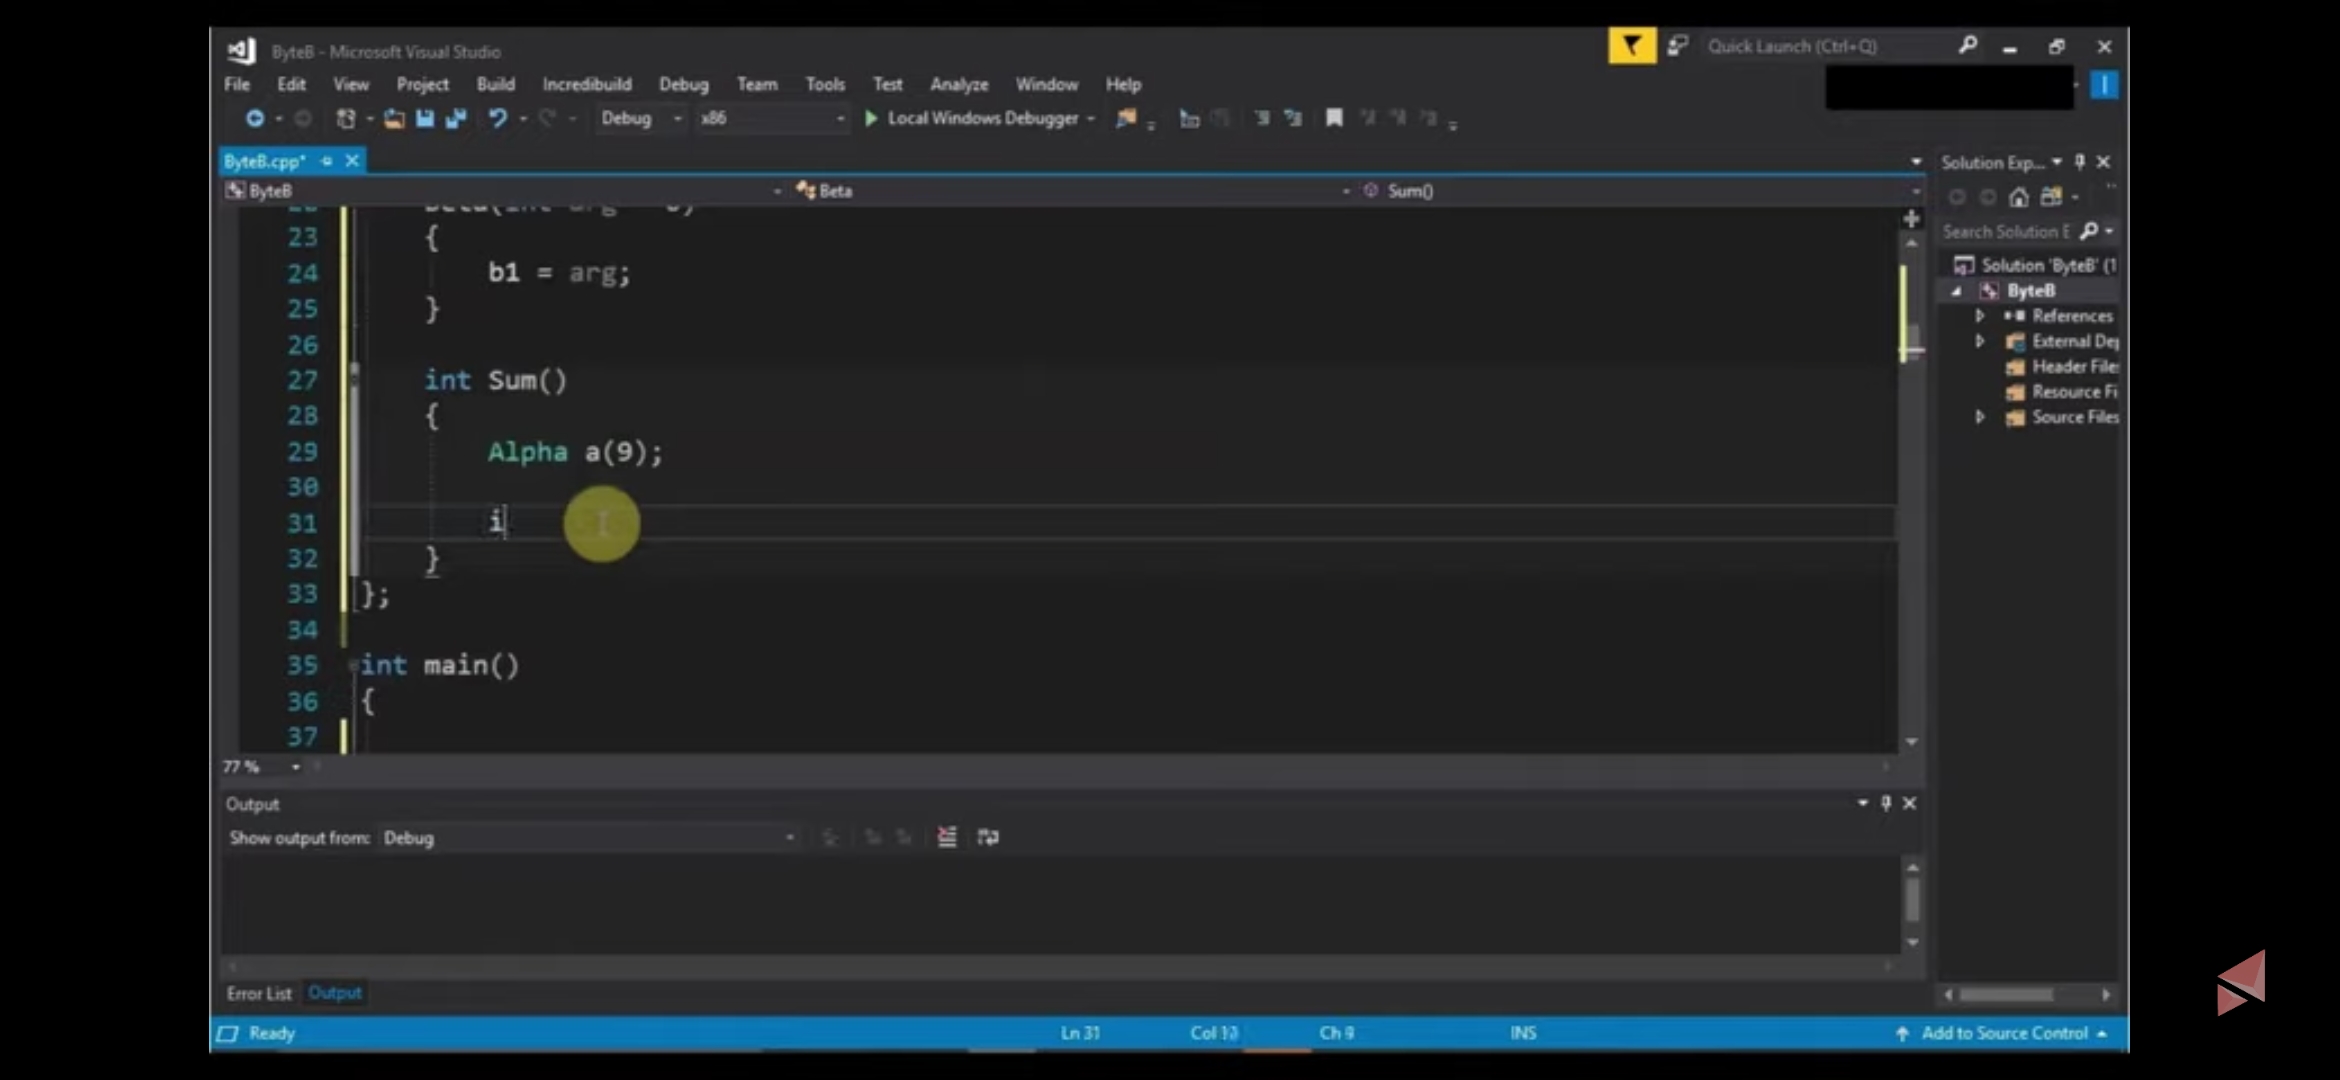 ByteB - Microsoft Visual Studio
Quick Launch (Ctrl+Q)
File Edit View Project Build Incredibuild Debug Team Tools Test Analyze Window Help
Debug x86 Local Windows Debugger
ByteB.cpp*
Solution Exp...
ByteB Beta Sum()
23 {
24 b1 = arg;
25 }
26
27 int Sum()
28 {
29 Alpha a(9);
30
31 i
32 }
33 };
34
35 int main()
36 {
37
Search Solution E
Solution 'ByteB' (1
ByteB
References
External De
Header File
Resource Fi
Source Files
77 %
Output
Show output from: Debug
Error List Output
Ready Ln 31 Col Ch 9 INS Add to Source Control